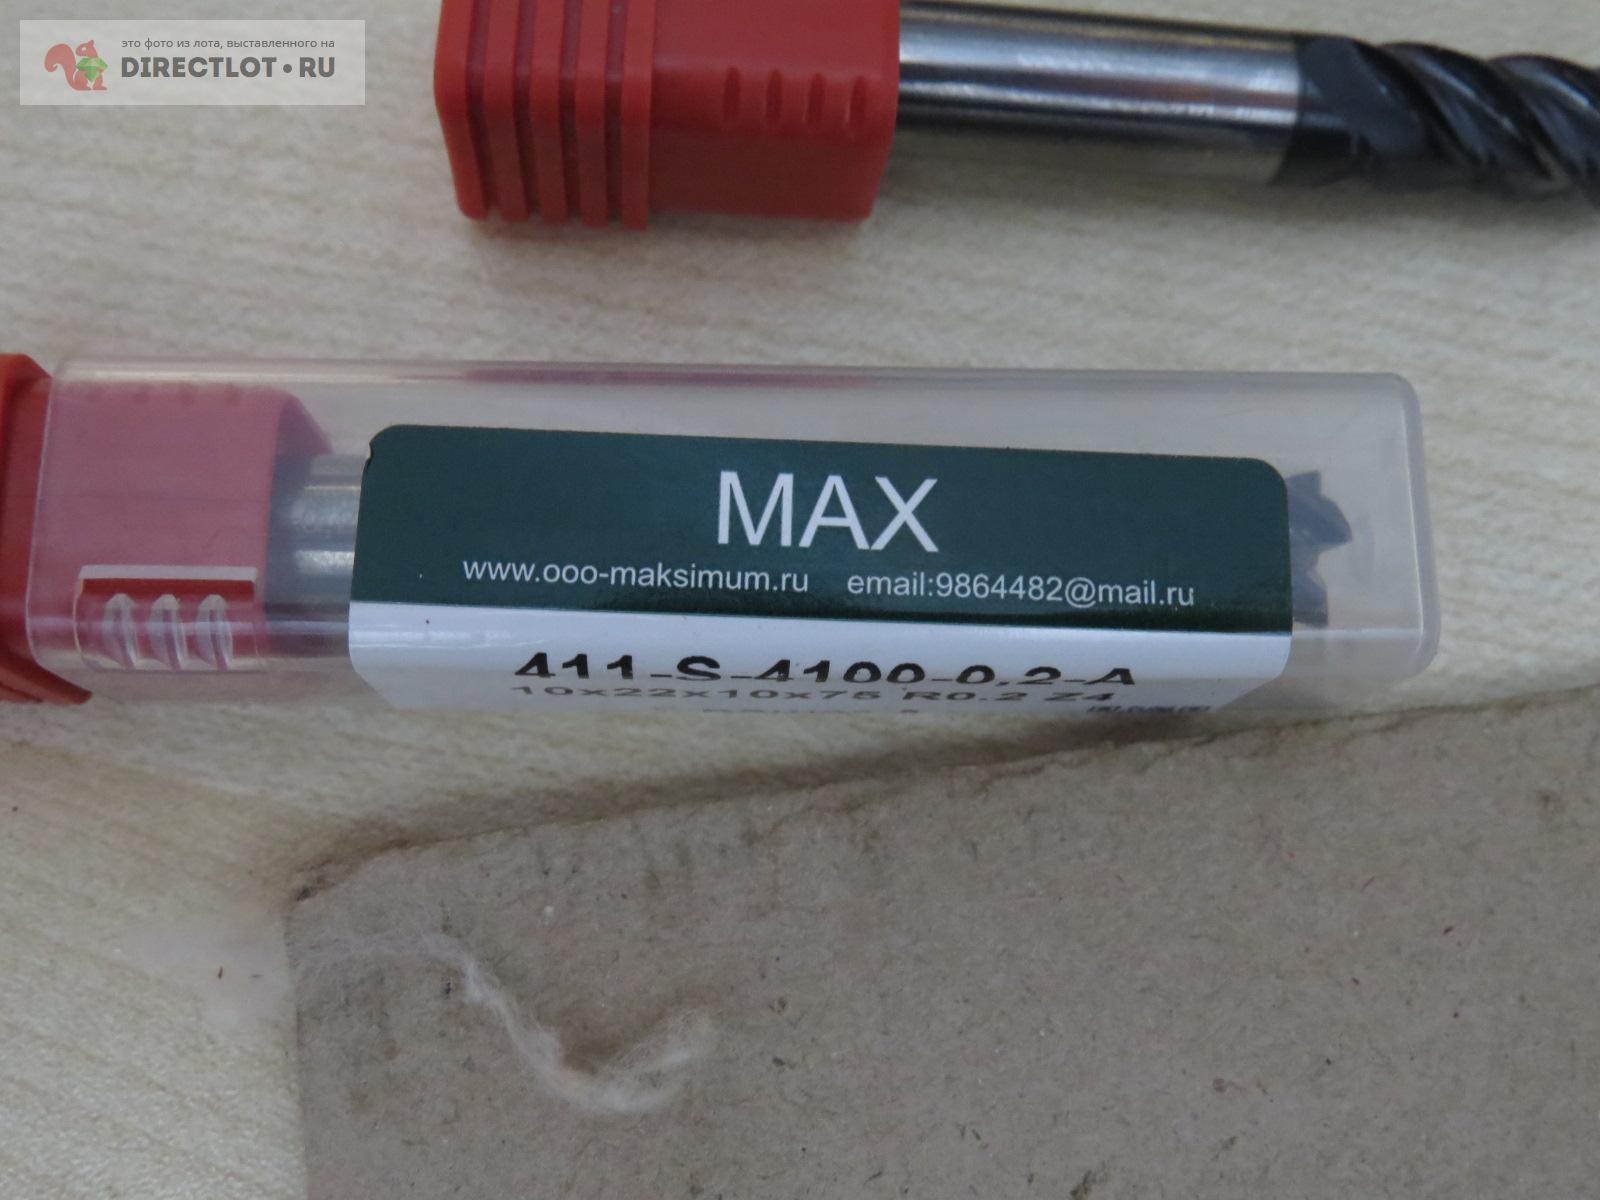 это фото из лота, выставленного на
DIRECTLOT.RU
MAX
www.ooo-maksimum.ru email:9864482@mail.ru
411-S-4100-0,2-A
10x22x10x75 R0.2 Z4